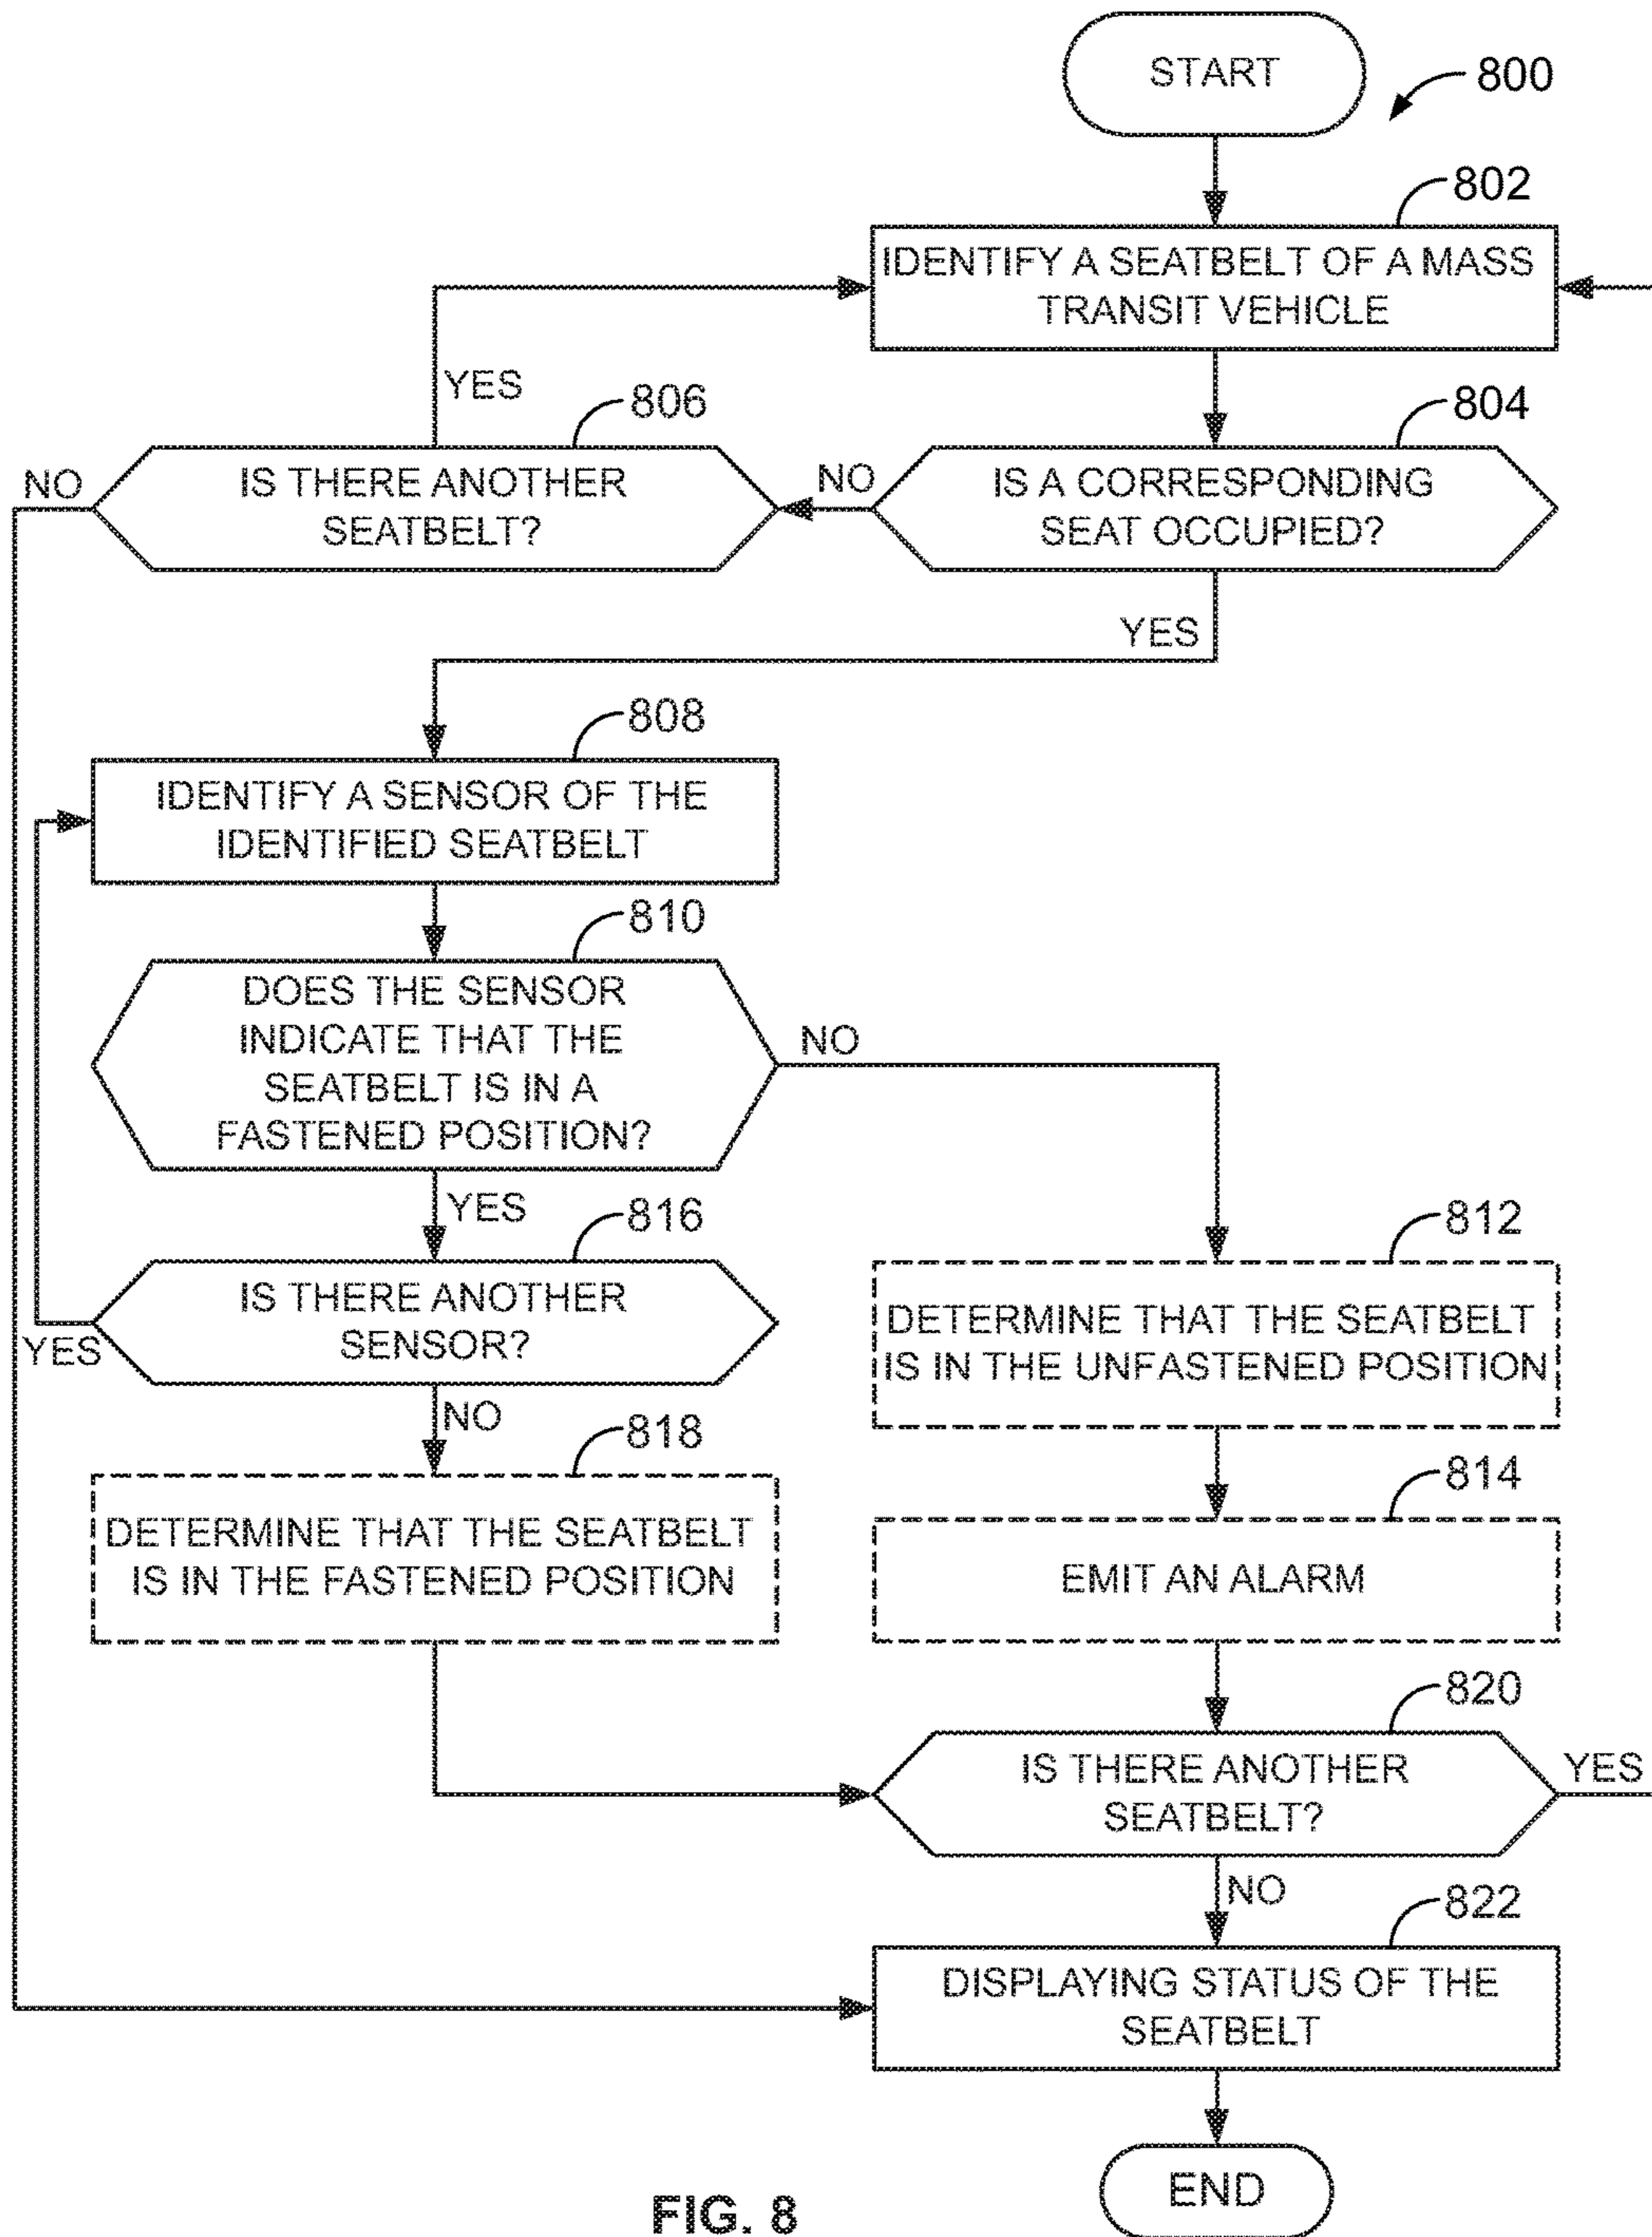 START
800
802
IDENTIFY A SEATBELT OF A MASS
TRANSIT VEHICLE
YES
806
804
NO
IS THERE ANOTHER
SEATBELT?
NO
IS A CORRESPONDING
SEAT OCCUPIED?
YES
808
IDENTIFY A SENSOR OF THE
IDENTIFIED SEATBELT
810
DOES THE SENSOR
INDICATE THAT THE
SEATBELT IS IN A
FASTENED POSITION?
NO
YES
816
812
IS THERE ANOTHER
SENSOR?
YES
DETERMINE THAT THE SEATBELT
IS IN THE UNFASTENED POSITION
NO
818
814
DETERMINE THAT THE SEATBELT
IS IN THE FASTENED POSITION
EMIT AN ALARM
820
IS THERE ANOTHER
SEATBELT?
YES
NO
822
DISPLAYING STATUS OF THE
SEATBELT
END
FIG. 8